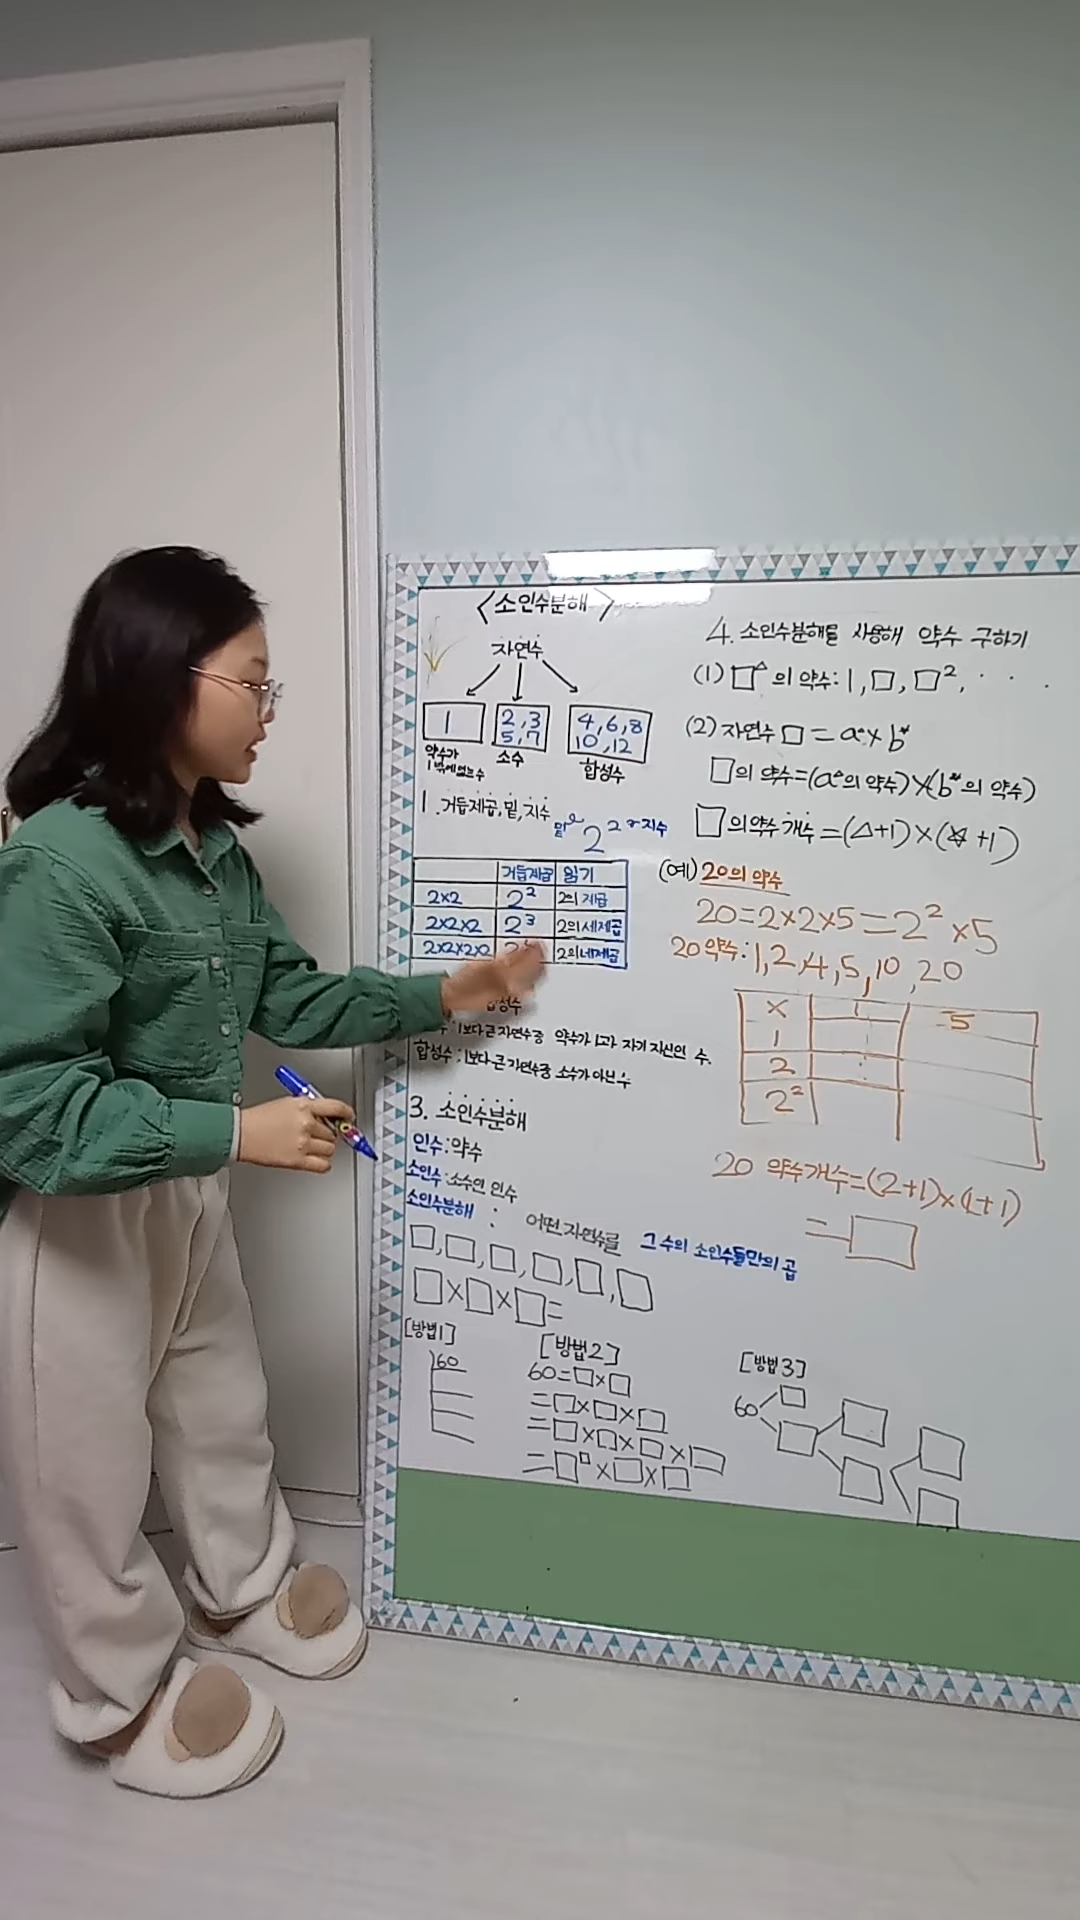 <소인수분해>
자연수
1
2,3
5,7
4,6,8
10,12
약수가
1밖에없는수
소수
합성수
1. 거듭제곱, 밑, 지수
밑 2² 지수
거듭제곱 읽기
2×2 2² 2의 제곱
2×2×2 2³ 2의세제곱
2×2×2×2 2의네제곱
합성수
1보다큰 자연수중 약수가 1과 자기 자신인 수.
합성수 : 1보다큰 자연수중 소수가 아닌 수
3. 소인수분해
인수:약수
소인수:소수인 인수
소인수분해 : 어떤 자연수를 그 수의 소인수들만의 곱
□,□,□,□,□,□
□×□×□=
[방법1]
60
[방법2]
60=□×□
=□×□×□
=□×□×□×□
=□□×□×□
[방법3]
60
4. 소인수분해를 사용해 약수 구하기
(1) □△의 약수: 1,□,□²,· · ·
(2) 자연수 □=a△×b☆
□의 약수=(a△의 약수)×(b☆의 약수)
□의약수 개수=(△+1)×(☆+1)
(예) 20의 약수
20=2×2×5=2²×5
20약수:1,2,4,5,10,20
× 1 5
1
2
2²
20 약수개수=(2+1)×(1+1)
=□